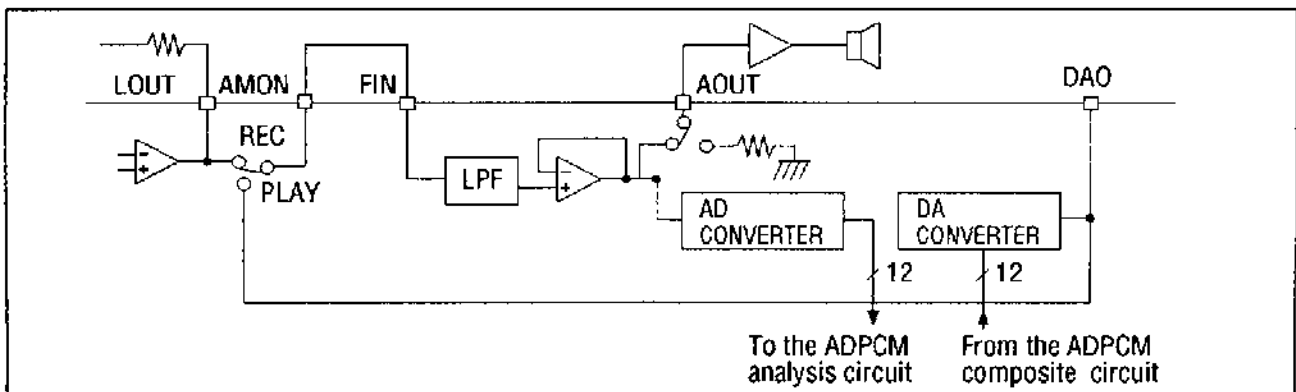 LOUT AMON FIN AOUT DAO
REC
PLAY
LPF
AD
CONVERTER
DA
CONVERTER
12
12
To the ADPCM
analysis circuit
From the ADPCM
composite circuit